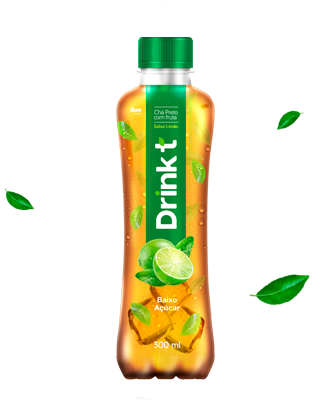 Chá Preto
com fruta
Sabor Limão
Drink t
Baixo
Açúcar
300 ml